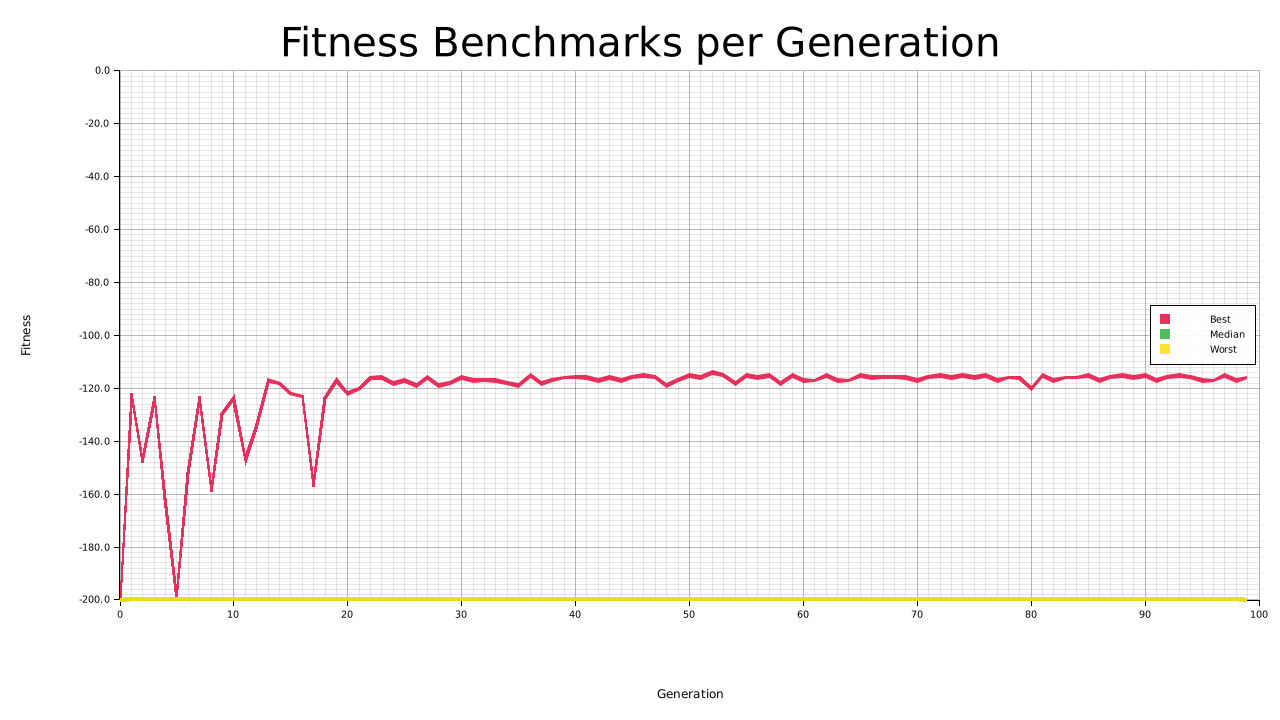 Fitness Benchmarks per Generation
0.0
-20.0
-40.0
-60.0
-80.0
-100.0
-120.0
-140.0
-160.0
-180.0
-200.0
Fitness
Best
Median
Worst
0 10 20 30 40 50 60 70 80 90 100
Generation